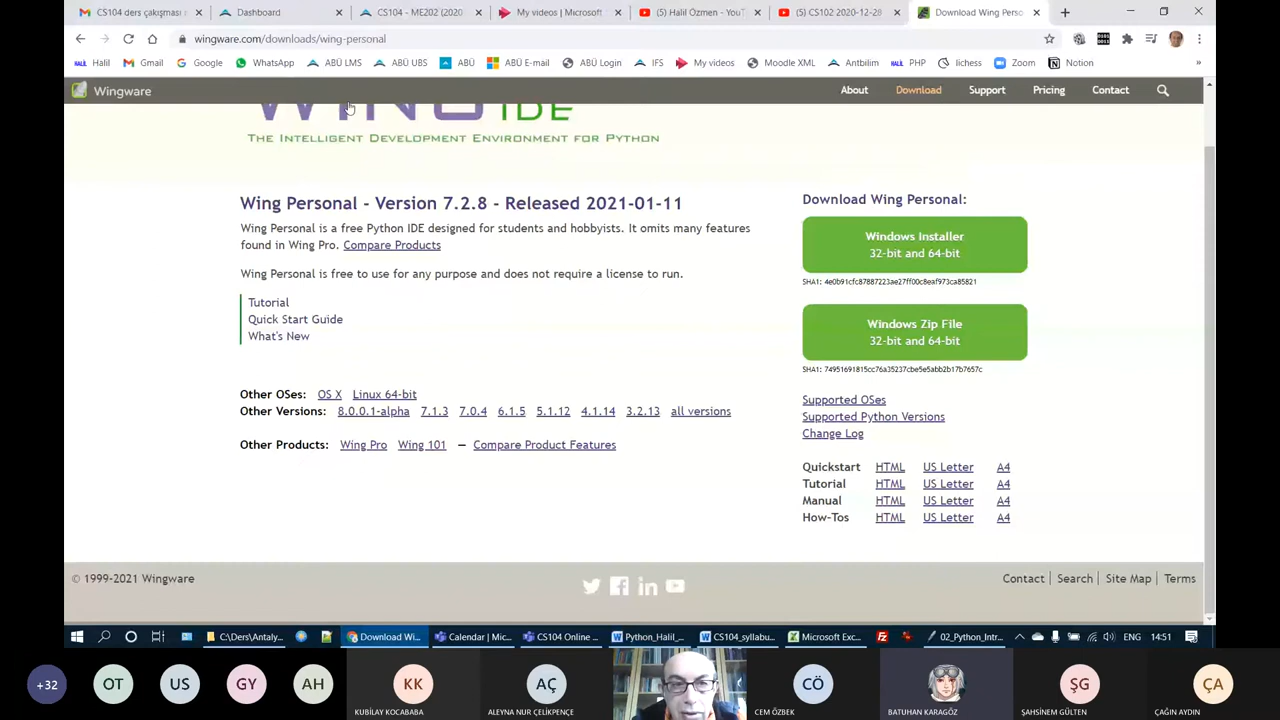 CS104 ders çakışması
Dashboard
CS104 - ME202 (2020
My videos | Microsoft
(5) Halil Özmen - YouT
(5) CS102 2020-12-28
Download Wing Perso
wingware.com/downloads/wing-personal
HALİL Halil
Gmail
Google
WhatsApp
ABÜ LMS
ABÜ UBS
ABÜ
ABÜ E-mail
ABÜ Login
IFS
My videos
Moodle XML
Antbilim
HALİL PHP
lichess
Zoom
Notion
»
Wingware
About
Download
Support
Pricing
Contact
WING IDE
The Intelligent Development Environment for Python
Wing Personal - Version 7.2.8 - Released 2021-01-11
Wing Personal is a free Python IDE designed for students and hobbyists. It omits many features
found in Wing Pro. Compare Products
Wing Personal is free to use for any purpose and does not require a license to run.
Tutorial
Quick Start Guide
What's New
Other OSes: OS X Linux 64-bit
Other Versions: 8.0.0.1-alpha 7.1.3 7.0.4 6.1.5 5.1.12 4.1.14 3.2.13 all versions
Other Products: Wing Pro Wing 101 — Compare Product Features
Download Wing Personal:
Windows Installer
32-bit and 64-bit
SHA1: 4e0b91cfc87887223ae27ff00c8eaf973ca85821
Windows Zip File
32-bit and 64-bit
SHA1: 74951691815cc76a35237cbe5e5abb2b17b7657c
Supported OSes
Supported Python Versions
Change Log
Quickstart HTML US Letter A4
Tutorial HTML US Letter A4
Manual HTML US Letter A4
How-Tos HTML US Letter A4
© 1999-2021 Wingware
Contact | Search | Site Map | Terms
C:\Ders\Antaly...
Download Wi...
Calendar | Mic...
CS104 Online ...
Python_Halil_...
CS104_syllabu...
Microsoft Exc...
02_Python_Intr...
ENG
14:51
+32
OT
US
GY
AH
KK
KUBİLAY KOCABABA
AÇ
ALEYNA NUR ÇELİKPENÇE
CÖ
CEM ÖZBEK
BATUHAN KARAGÖZ
ŞG
ŞAHSİNEM GÜLTEN
ÇA
ÇAĞIN AYDIN